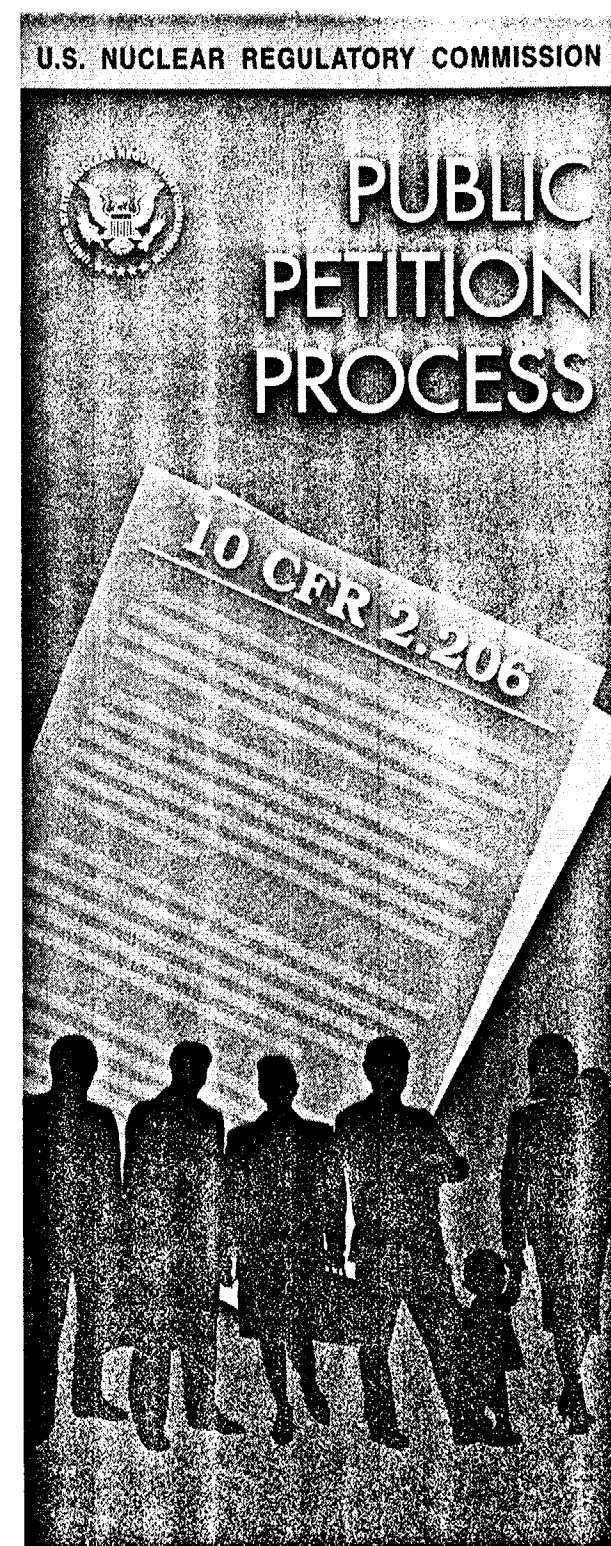 U.S. NUCLEAR REGULATORY COMMISSION
PUBLIC
PETITION
PROCESS
10 CFR 2.206